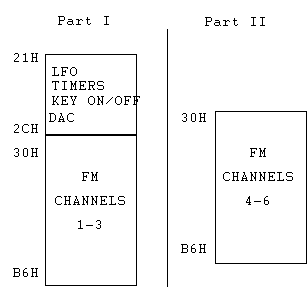 Part I
21H
LFO
TIMERS
KEY ON/OFF
DAC
2CH
30H
FM
CHANNELS
1-3
B6H
Part II
30H
FM
CHANNELS
4-6
B6H